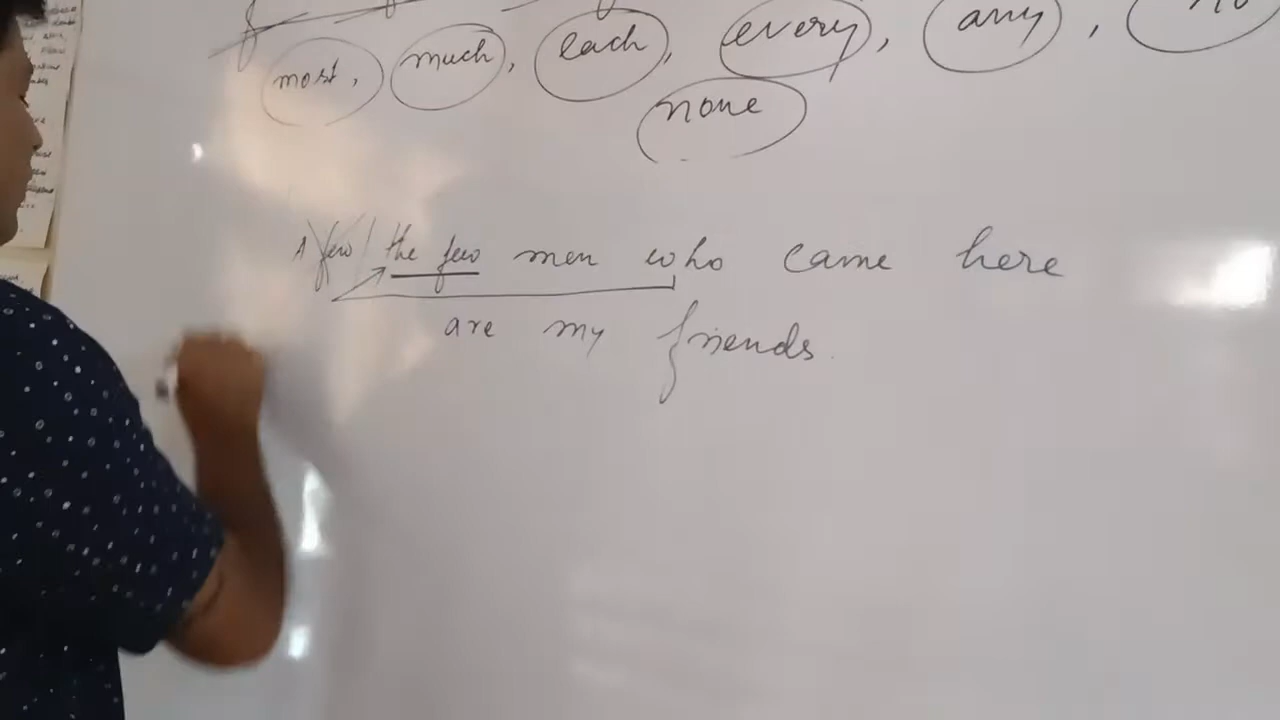 most, much, each, every, any, no
none
A few / the few men who came here
are my friends.